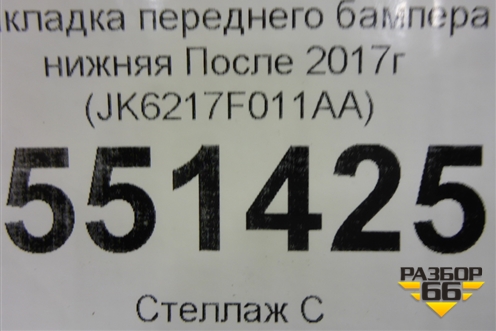 кладка переднего бампера
нижняя После 2017г
(JK6217F011AA)
551425
Стеллаж С
РАЗБОР
66